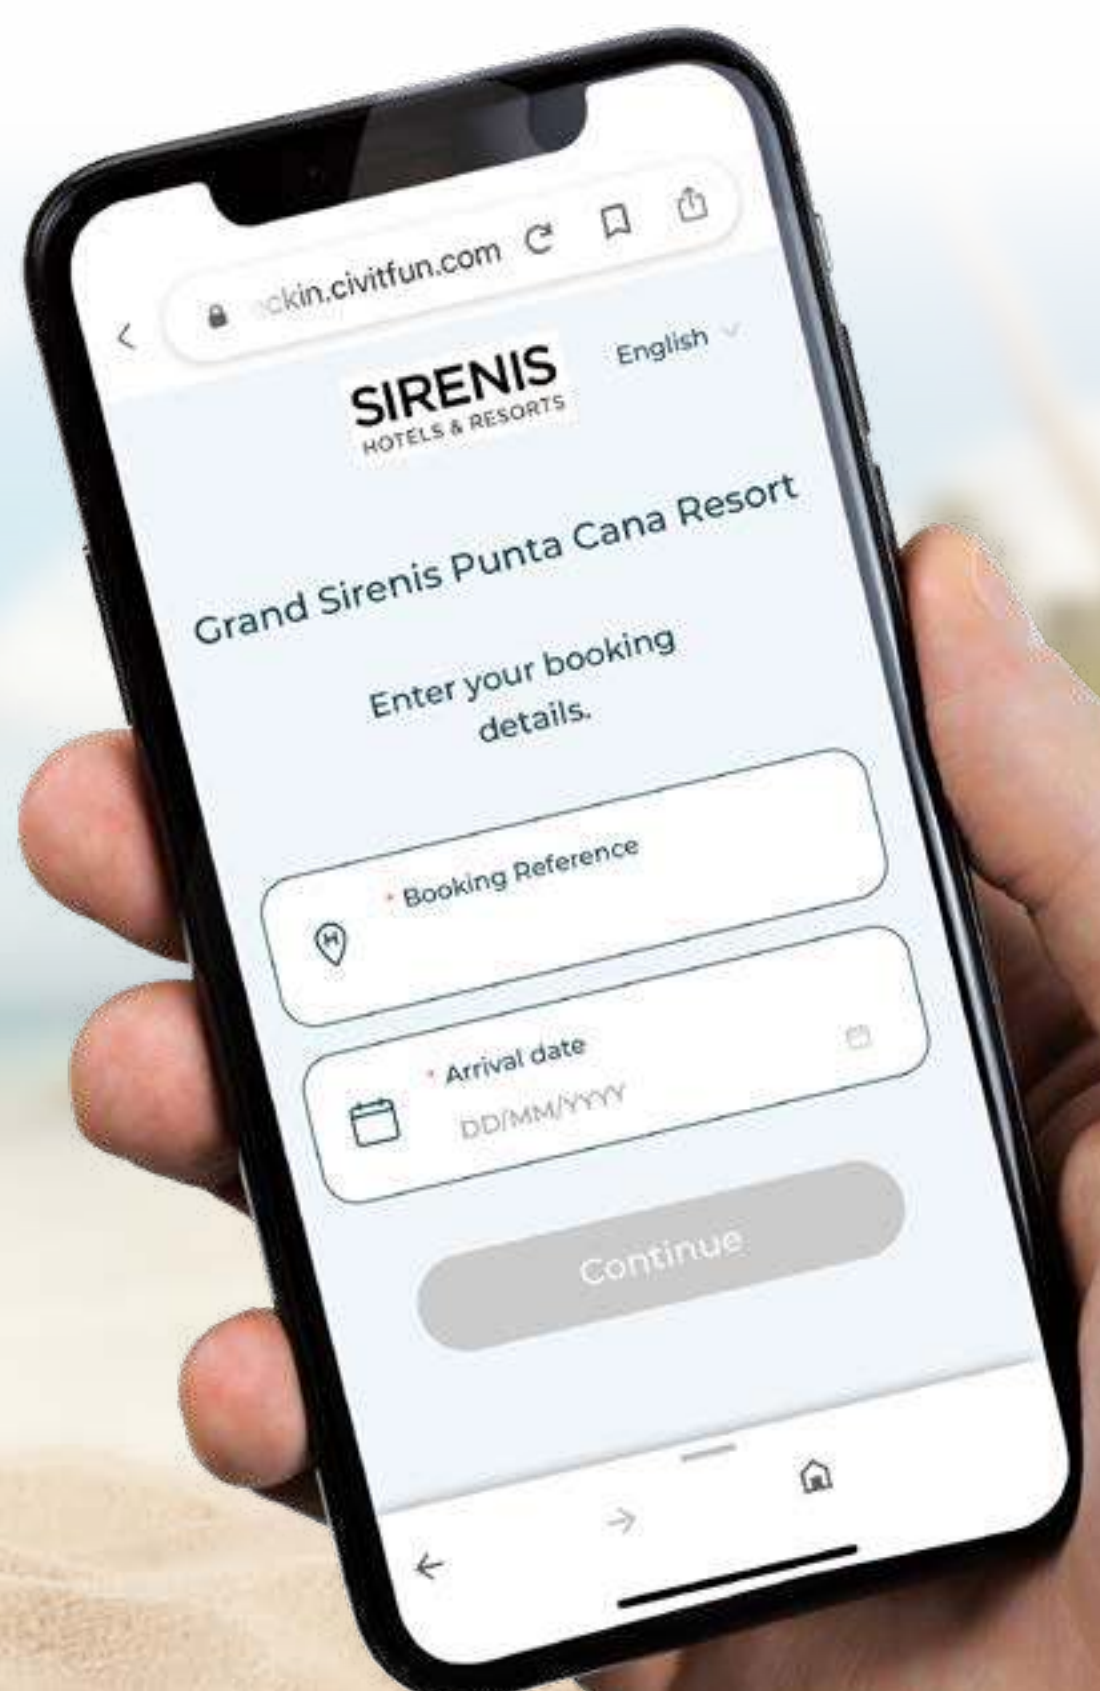 ckin.civitfun.com
English
SIRENIS
HOTELS & RESORTS
Grand Sirenis Punta Cana Resort
Enter your booking
details.
* Booking Reference
* Arrival date
DD/MM/YYYY
Continue